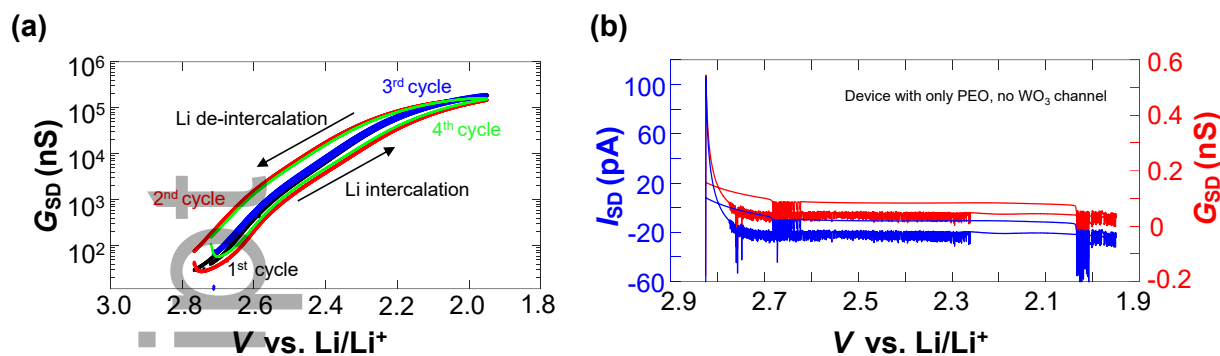 (a)
G_SD (nS)
10^6
10^5
10^4
10^3
10^2
3rd cycle
Li de-intercalation
4th cycle
2nd cycle
Li intercalation
1st cycle
3.0 2.8 2.6 2.4 2.2 2.0 1.8
V vs. Li/Li+
(b)
I_SD (pA)
100
60
20
-20
-60
Device with only PEO, no WO3 channel
0.6
0.4
0.2
0
-0.2
G_SD (nS)
2.9 2.7 2.5 2.3 2.1 1.9
V vs. Li/Li+